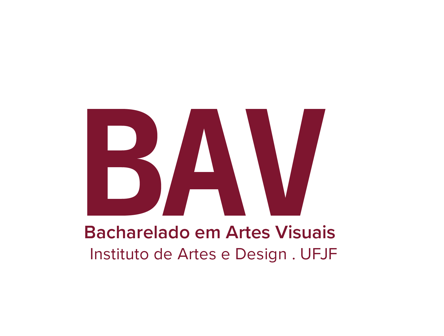 BAV
Bacharelado em Artes Visuais
Instituto de Artes e Design . UFJF